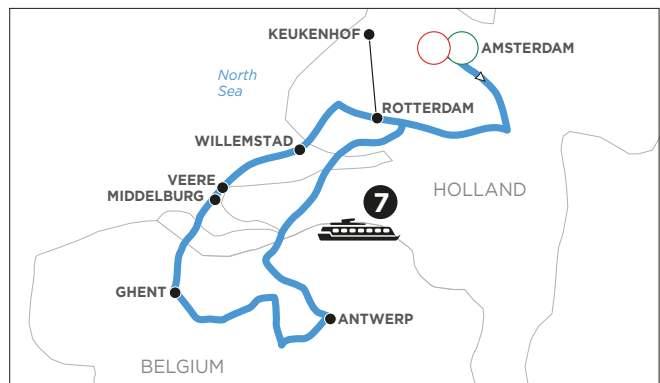 KEUKENHOF
AMSTERDAM
North
Sea
ROTTERDAM
WILLEMSTAD
VEERE
MIDDELBURG
HOLLAND
7
GHENT
ANTWERP
BELGIUM